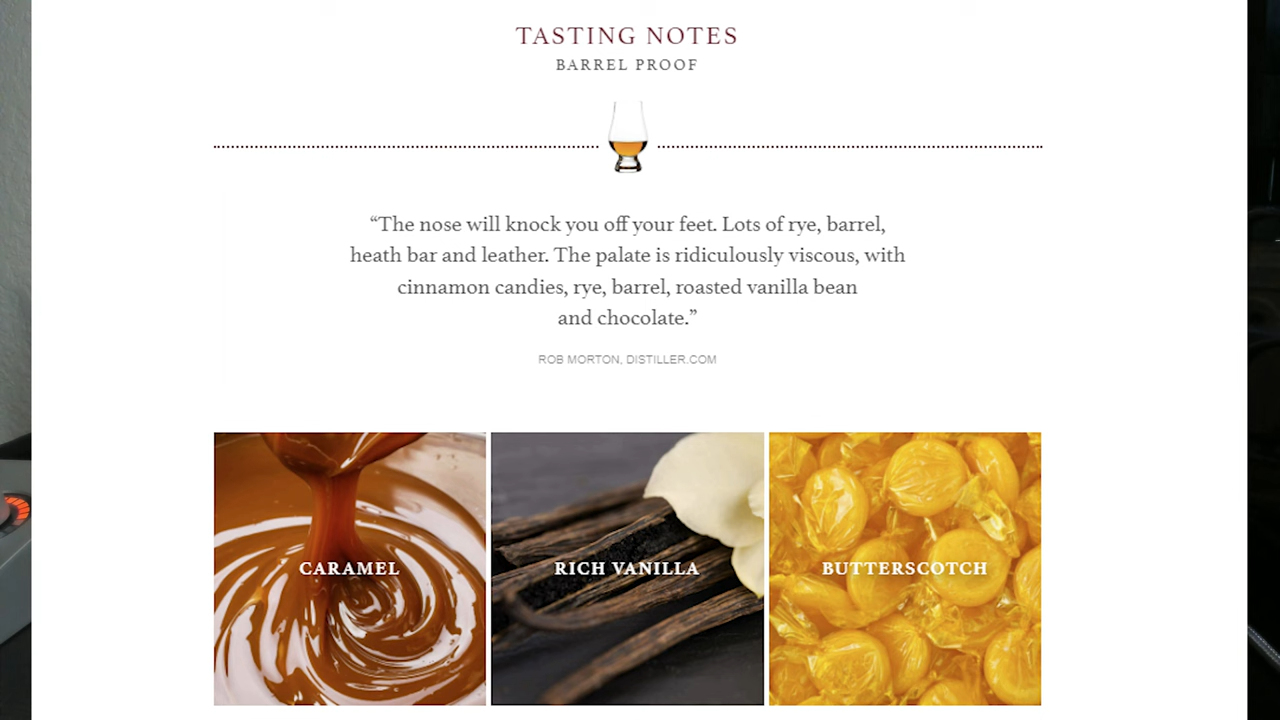 TASTING NOTES
BARREL PROOF
“The nose will knock you off your feet. Lots of rye, barrel,
heath bar and leather. The palate is ridiculously viscous, with
cinnamon candies, rye, barrel, roasted vanilla bean
and chocolate.”
ROB MORTON, DISTILLER.COM
CARAMEL
RICH VANILLA
BUTTERSCOTCH